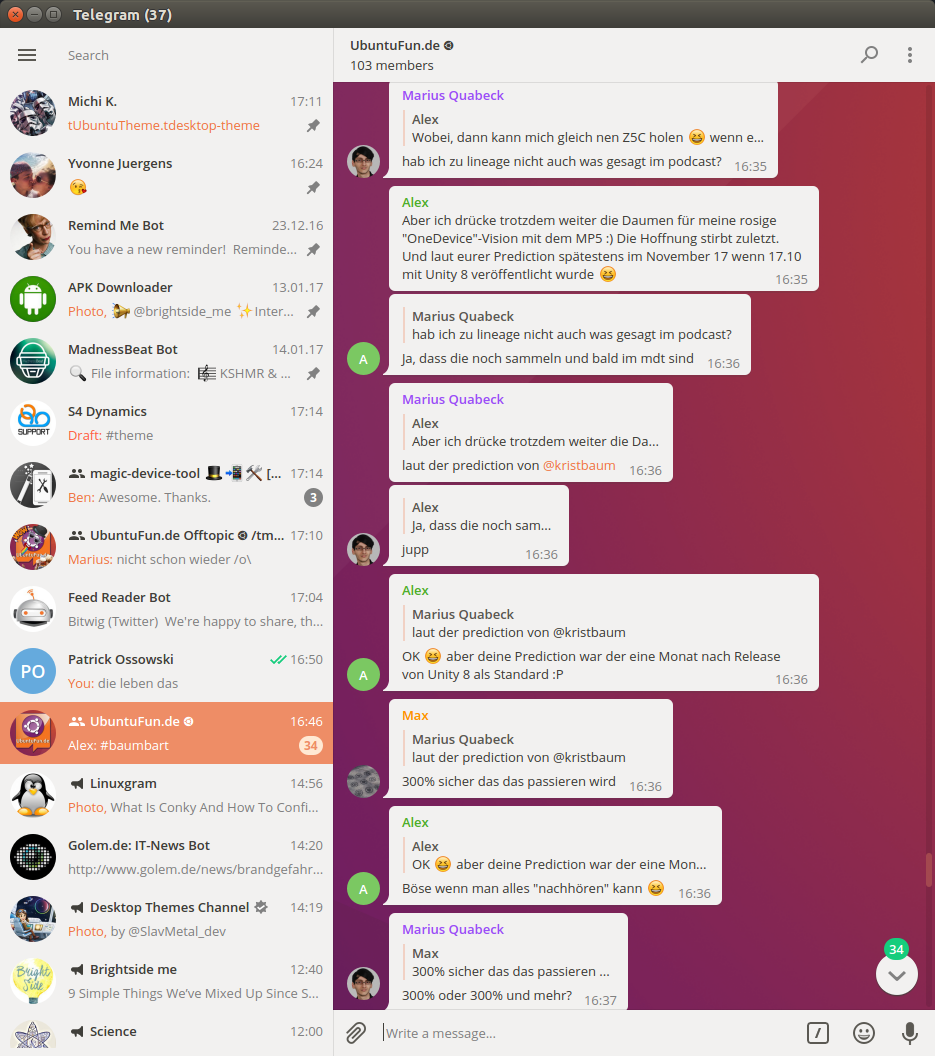 Telegram (37)
Search
Michi K. 17:11
tUbuntuTheme.tdesktop-theme
Yvonne Juergens 16:24
😘
Remind Me Bot 23.12.16
You have a new reminder! Reminde...
APK Downloader 13.01.17
Photo, @brightside_me ✨Inter...
MadnessBeat Bot 14.01.17
🔍 File information: 🎼 KSHMR & ...
SUPPORT
S4 Dynamics 17:14
Draft: #theme
magic-device-tool 🎩📲🛠 [... 17:14
Ben: Awesome. Thanks. 3
UbuntuFun.de Offtopic /tm... 17:10
Marius: nicht schon wieder /o\
Feed Reader Bot 17:04
Bitwig (Twitter) We're happy to share, th...
PO
Patrick Ossowski 16:50
You: die leben das
UbuntuFun.de 16:46
Alex: #baumbart 34
Linuxgram 14:56
Photo, What Is Conky And How To Confi...
Golem.de: IT-News Bot 14:20
http://www.golem.de/news/brandgefahr...
Desktop Themes Channel 14:19
Photo, by @SlavMetal_dev
Bright Side
Brightside me 12:40
9 Simple Things We've Mixed Up Since S...
Science 12:00
UbuntuFun.de
103 members
Marius Quabeck
Alex
Wobei, dann kann mich gleich nen Z5C holen 😆 wenn e...
hab ich zu lineage nicht auch was gesagt im podcast? 16:35
Alex
Aber ich drücke trotzdem weiter die Daumen für meine rosige
"OneDevice"-Vision mit dem MP5 :) Die Hoffnung stirbt zuletzt.
Und laut eurer Prediction spätestens im November 17 wenn 17.10
mit Unity 8 veröffentlicht wurde 😆 16:35
Marius Quabeck
hab ich zu lineage nicht auch was gesagt im podcast?
A
Ja, dass die noch sammeln und bald im mdt sind 16:36
Marius Quabeck
Alex
Aber ich drücke trotzdem weiter die Da...
laut der prediction von @kristbaum 16:36
Alex
Ja, dass die noch sam...
jupp 16:36
Alex
Marius Quabeck
laut der prediction von @kristbaum
OK 😆 aber deine Prediction war der eine Monat nach Release
A
von Unity 8 als Standard :P 16:36
Max
Marius Quabeck
laut der prediction von @kristbaum
300% sicher das das passieren wird 16:36
Alex
Alex
OK 😆 aber deine Prediction war der eine Mon...
A
Böse wenn man alles "nachhören" kann 😆 16:36
Marius Quabeck
Max
300% sicher das das passieren ...
300% oder 300% und mehr? 16:37
34
Write a message...
/